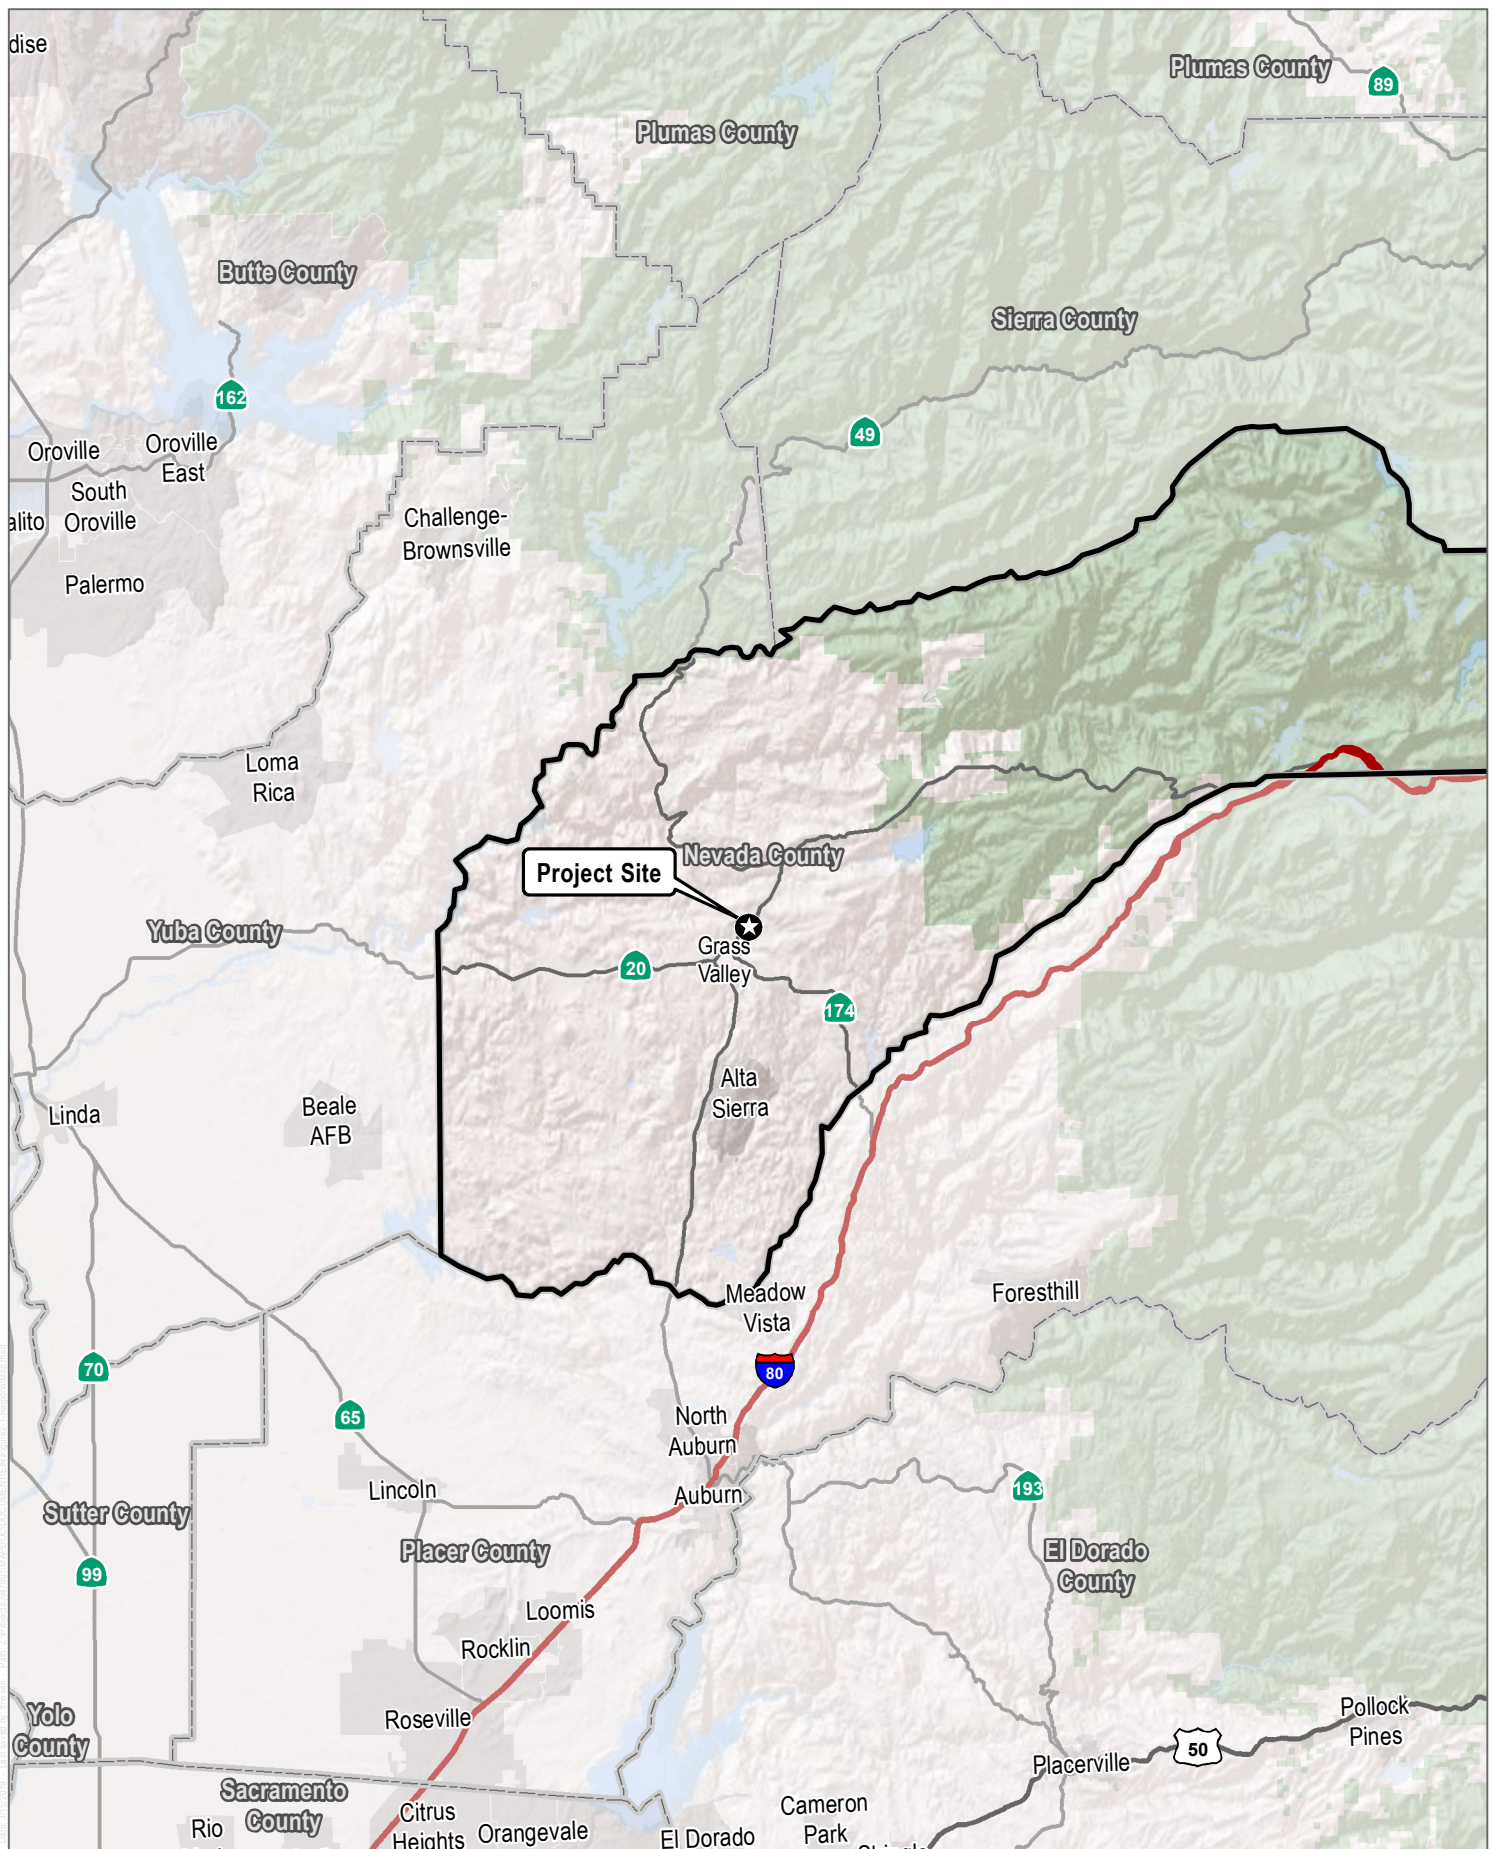 dise
Plumas County
89
Plumas County
Butte County
Sierra County
162
49
Oroville
Oroville
East
South
Oroville
alito
Challenge-
Brownsville
Palermo
Loma
Rica
Nevada County
Project Site
Yuba County
Grass
Valley
20
174
Alta
Sierra
Linda
Beale
AFB
Meadow
Vista
Foresthill
70
80
65
North
Auburn
Lincoln
Auburn
193
Sutter County
Placer County
El Dorado
County
99
Loomis
Rocklin
Yolo
County
Roseville
Pollock
Pines
50
Placerville
Sacramento
County
Citrus
Heights
Orangevale
Cameron
Park
Rio
El Dorado